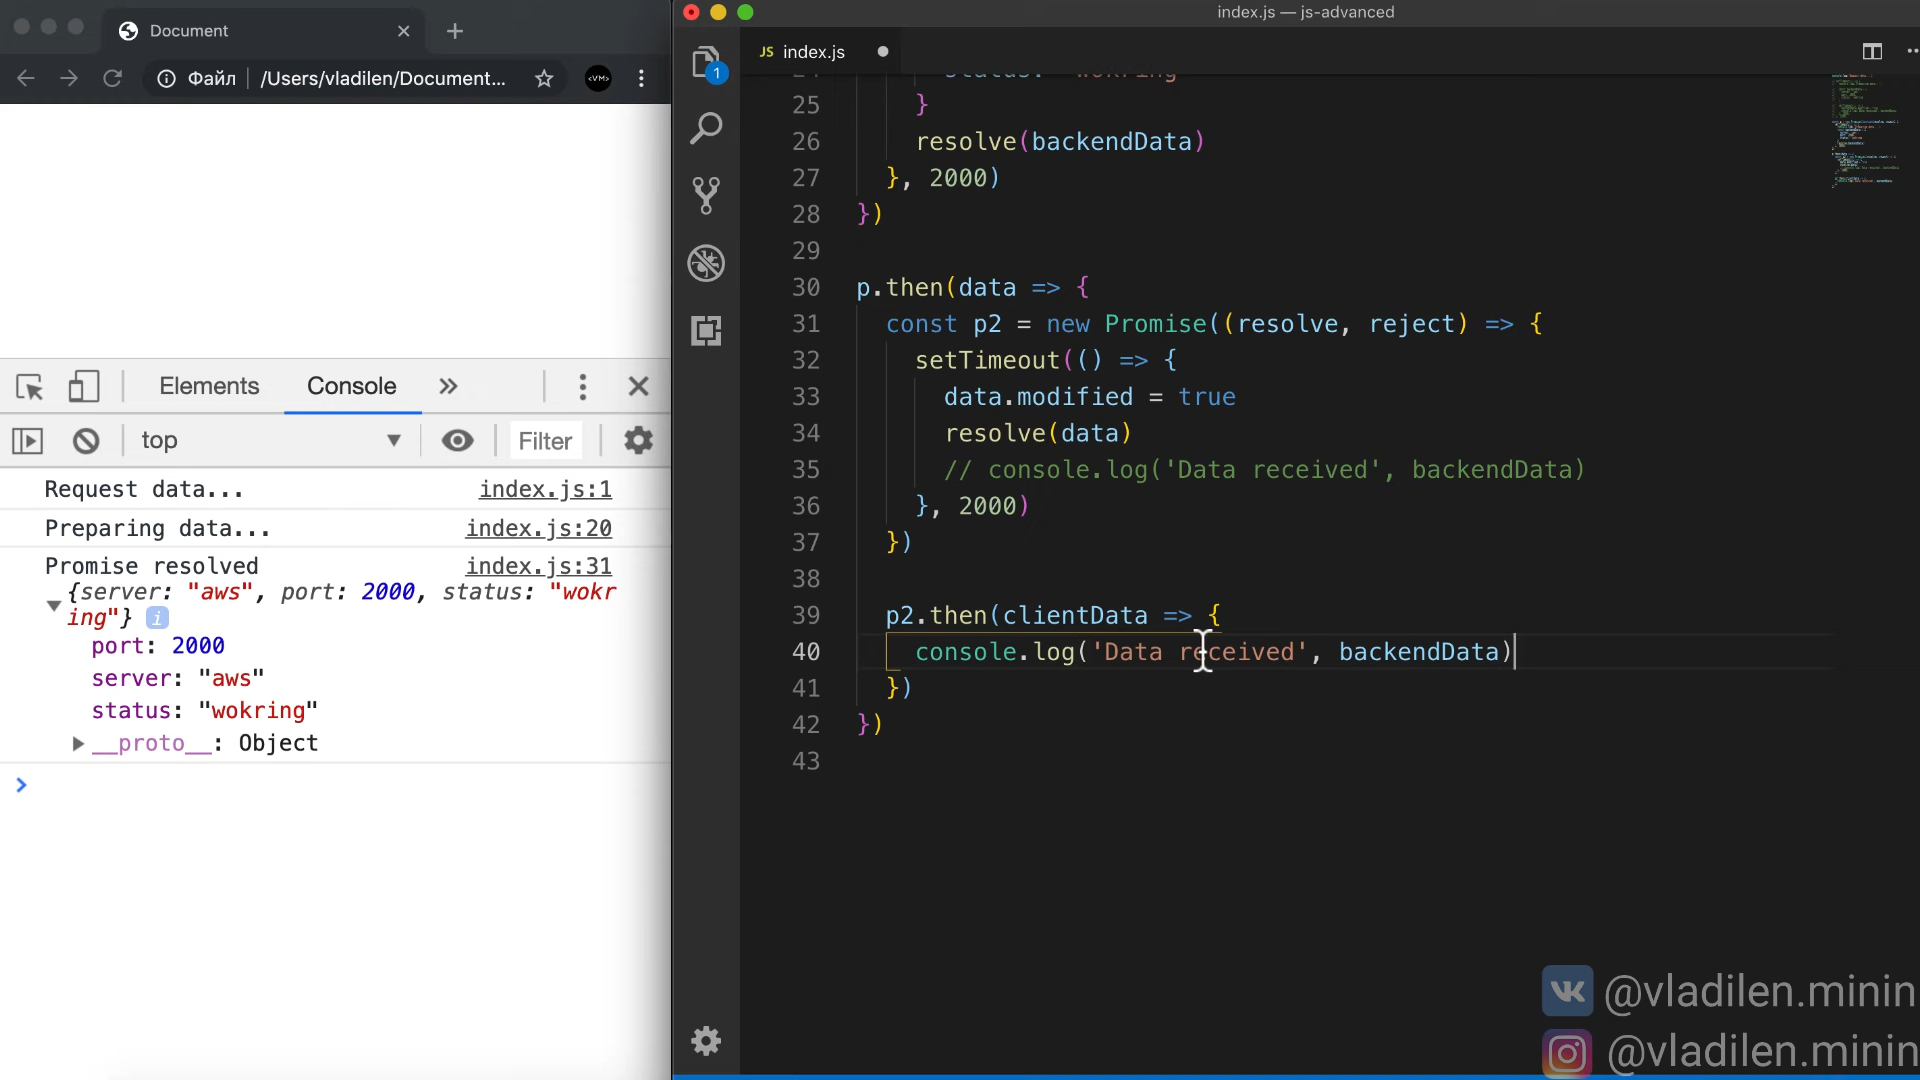 Document
Файл /Users/vladilen/Document...
Elements Console
top Filter
Request data... index.js:1
Preparing data... index.js:20
Promise resolved index.js:31
{server: "aws", port: 2000, status: "wokr
ing"} i
port: 2000
server: "aws"
status: "wokring"
__proto__: Object
index.js — js-advanced
1
JS index.js
25 }
26 resolve(backendData)
27 }, 2000)
28 })
29
30 p.then(data => {
31 const p2 = new Promise((resolve, reject) => {
32 setTimeout(() => {
33 data.modified = true
34 resolve(data)
35 // console.log('Data received', backendData)
36 }, 2000)
37 })
38
39 p2.then(clientData => {
40 console.log('Data received', backendData)
41 })
42 })
43
@vladilen.minin
@vladilen.minin